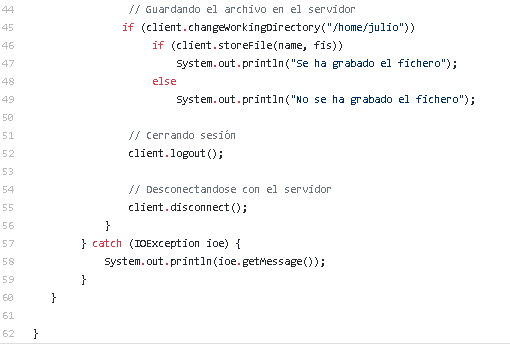 44 // Guardando el archivo en el servidor
45 if (client.changeWorkingDirectory("/home/julio"))
46 if (client.storeFile(name, fis))
47 System.out.println("Se ha grabado el fichero");
48 else
49 System.out.println("No se ha grabado el fichero");
50
51 // Cerrando sesión
52 client.logout();
53
54 // Desconectandose con el servidor
55 client.disconnect();
56 }
57 } catch (IOException ioe) {
58 System.out.println(ioe.getMessage());
59 }
60 }
61
62 }